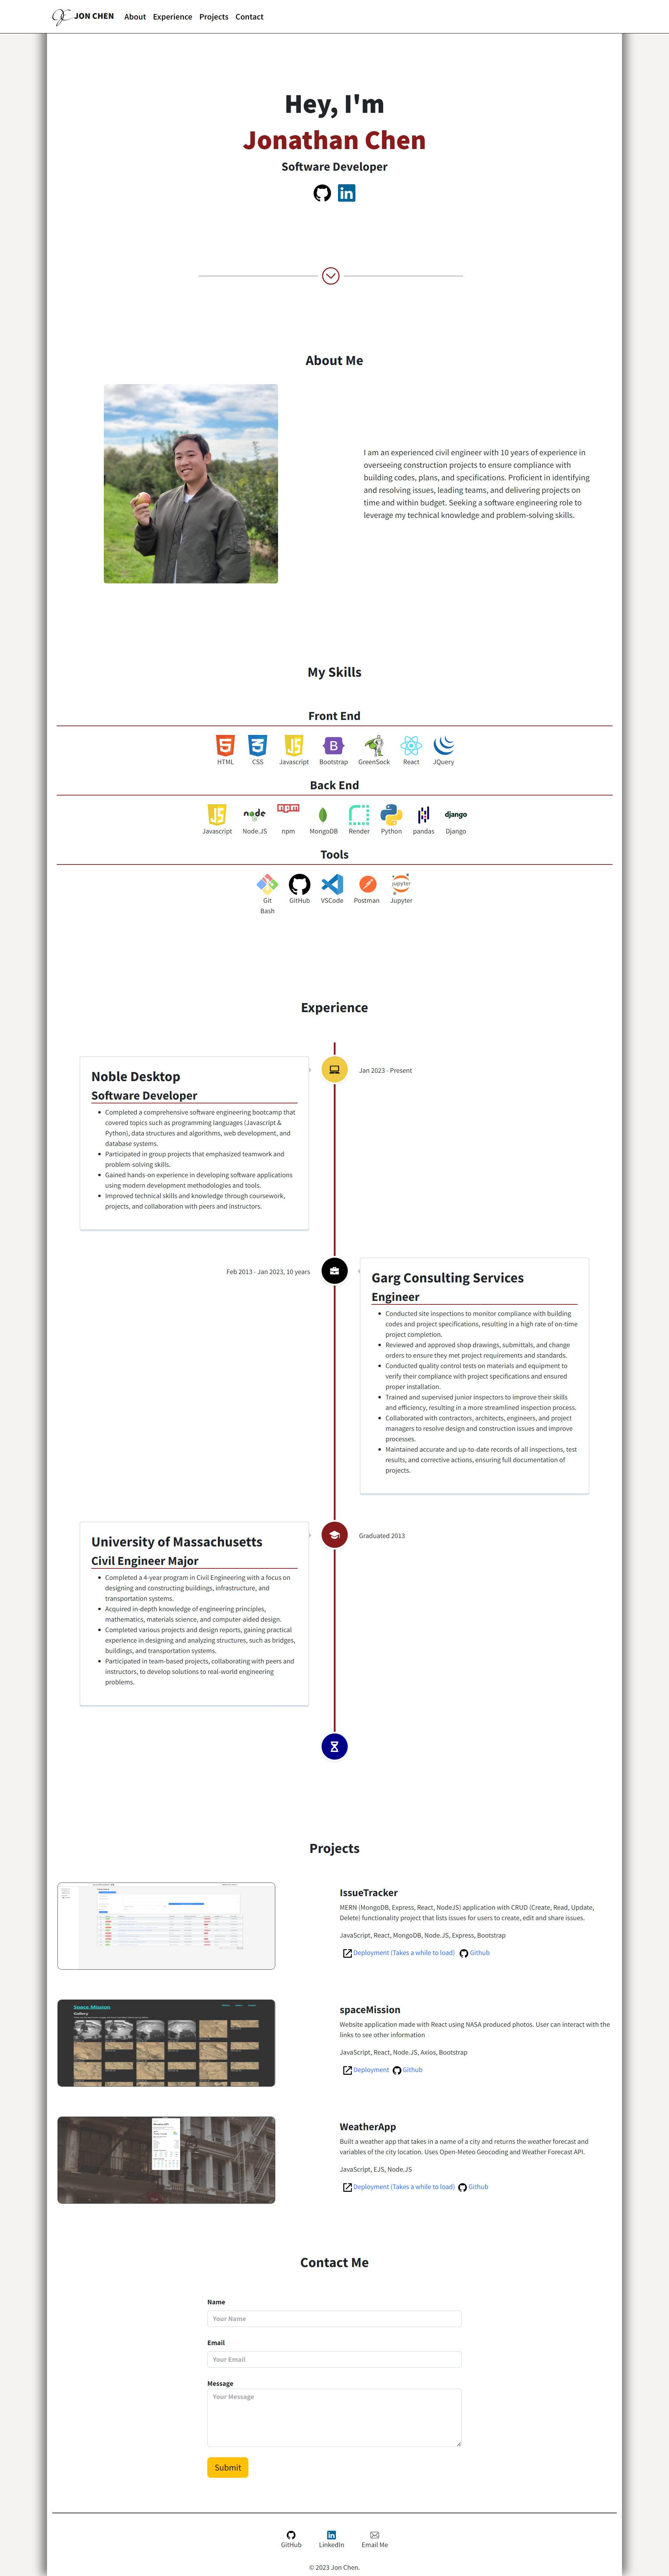 JON CHEN
About Experience Projects Contact
Hey, I'm
Jonathan Chen
Software Developer
About Me
I am an experienced civil engineer with 10 years of experience in
overseeing construction projects to ensure compliance with
building codes, plans, and specifications. Proficient in identifying
and resolving issues, leading teams, and delivering projects on
time and within budget. Seeking a software engineering role to
leverage my technical knowledge and problem-solving skills.
My Skills
Front End
HTML CSS Javascript Bootstrap GreenSock React JQuery
Back End
Javascript Node.JS npm MongoDB Render Python pandas Django
Tools
Git Bash GitHub VSCode Postman Jupyter
Experience
Noble Desktop
Software Developer
Completed a comprehensive software engineering bootcamp that
covered topics such as programming languages (Javascript &
Python), data structures and algorithms, web development, and
database systems.
Participated in group projects that emphasized teamwork and
problem-solving skills.
Gained hands-on experience in developing software applications
using modern development methodologies and tools.
Improved technical skills and knowledge through coursework,
projects, and collaboration with peers and instructors.
Jan 2023 - Present
Feb 2013 - Jan 2023, 10 years
Garg Consulting Services
Engineer
Conducted site inspections to monitor compliance with building
codes and project specifications, resulting in a high rate of on-time
project completion.
Reviewed and approved shop drawings, submittals, and change
orders to ensure they met project requirements and standards.
Conducted quality control tests on materials and equipment to
verify their compliance with project specifications and ensured
proper installation.
Trained and supervised junior inspectors to improve their skills
and efficiency, resulting in a more streamlined inspection process.
Collaborated with contractors, architects, engineers, and project
managers to resolve design and construction issues and improve
processes.
Maintained accurate and up-to-date records of all inspections, test
results, and corrective actions, ensuring full documentation of
projects.
University of Massachusetts
Civil Engineer Major
Completed a 4-year program in Civil Engineering with a focus on
designing and constructing buildings, infrastructure, and
transportation systems.
Acquired in-depth knowledge of engineering principles,
mathematics, materials science, and computer-aided design.
Completed various projects and design reports, gaining practical
experience in designing and analyzing structures, such as bridges,
buildings, and transportation systems.
Participated in team-based projects, collaborating with peers and
instructors, to develop solutions to real-world engineering
problems.
Graduated 2013
Projects
IssueTracker
MERN (MongoDB, Express, React, NodeJS) application with CRUD (Create, Read, Update,
Delete) functionality project that lists issues for users to create, edit and share issues.
JavaScript, React, MongoDB, Node.JS, Express, Bootstrap
Deployment (Takes a while to load) Github
Space Mission
Gallery
spaceMission
Website application made with React using NASA produced photos. User can interact with the
links to see other information
JavaScript, React, Node.JS, Axios, Bootstrap
Deployment Github
WeatherApp
Built a weather app that takes in a name of a city and returns the weather forecast and
variables of the city location. Uses Open-Meteo Geocoding and Weather Forecast API.
JavaScript, EJS, Node.JS
Deployment (Takes a while to load) Github
Contact Me
Name
Your Name
Email
Your Email
Message
Your Message
Submit
GitHub LinkedIn Email Me
© 2023 Jon Chen.